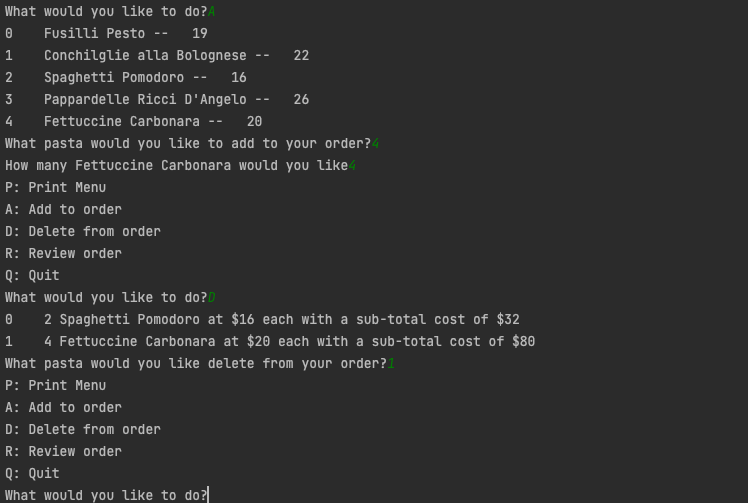 What would you like to do?A
0    Fusilli Pesto --   19
1    Conchilglie alla Bolognese --   22
2    Spaghetti Pomodoro --   16
3    Pappardelle Ricci D'Angelo --   26
4    Fettuccine Carbonara --   20
What pasta would you like to add to your order?4
How many Fettuccine Carbonara would you like4
P: Print Menu
A: Add to order
D: Delete from order
R: Review order
Q: Quit
What would you like to do?D
0    2 Spaghetti Pomodoro at $16 each with a sub-total cost of $32
1    4 Fettuccine Carbonara at $20 each with a sub-total cost of $80
What pasta would you like delete from your order?1
P: Print Menu
A: Add to order
D: Delete from order
R: Review order
Q: Quit
What would you like to do?